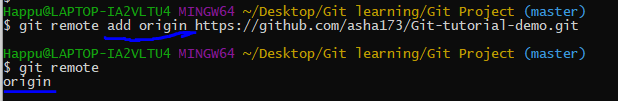 Happu@LAPTOP-IA2VLTU4 MINGW64 ~/Desktop/Git learning/Git Project (master)
$ git remote add origin https://github.com/asha173/Git-tutorial-demo.git
Happu@LAPTOP-IA2VLTU4 MINGW64 ~/Desktop/Git learning/Git Project (master)
$ git remote
origin